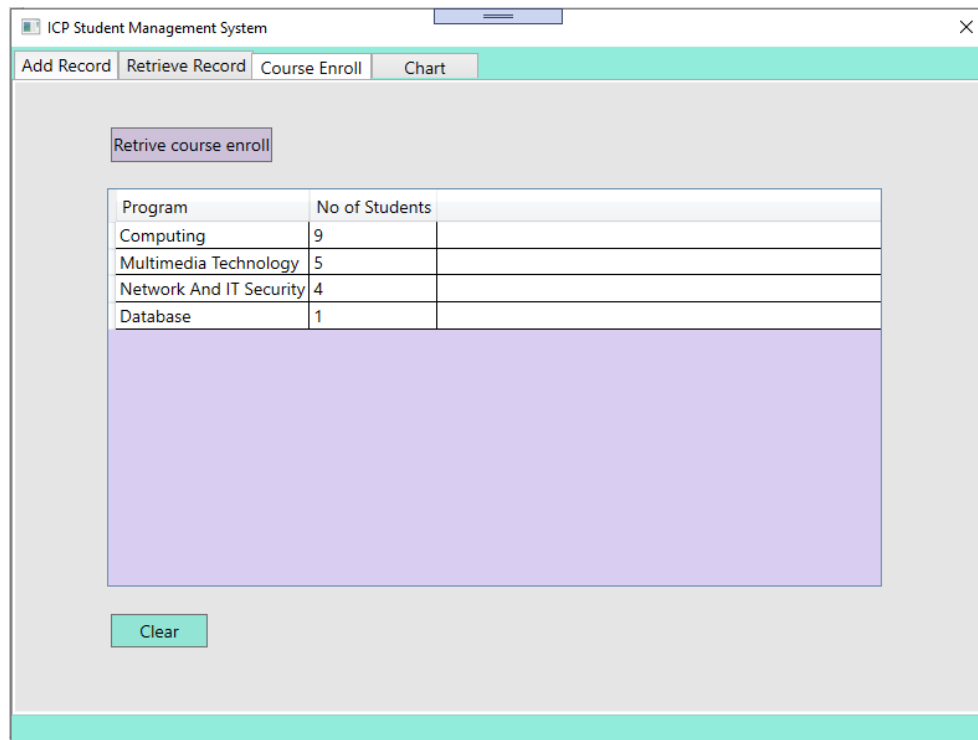 ICP Student Management System
Add Record Retrieve Record Course Enroll Chart
Retrive course enroll
Program No of Students
Computing 9
Multimedia Technology 5
Network And IT Security 4
Database 1
Clear